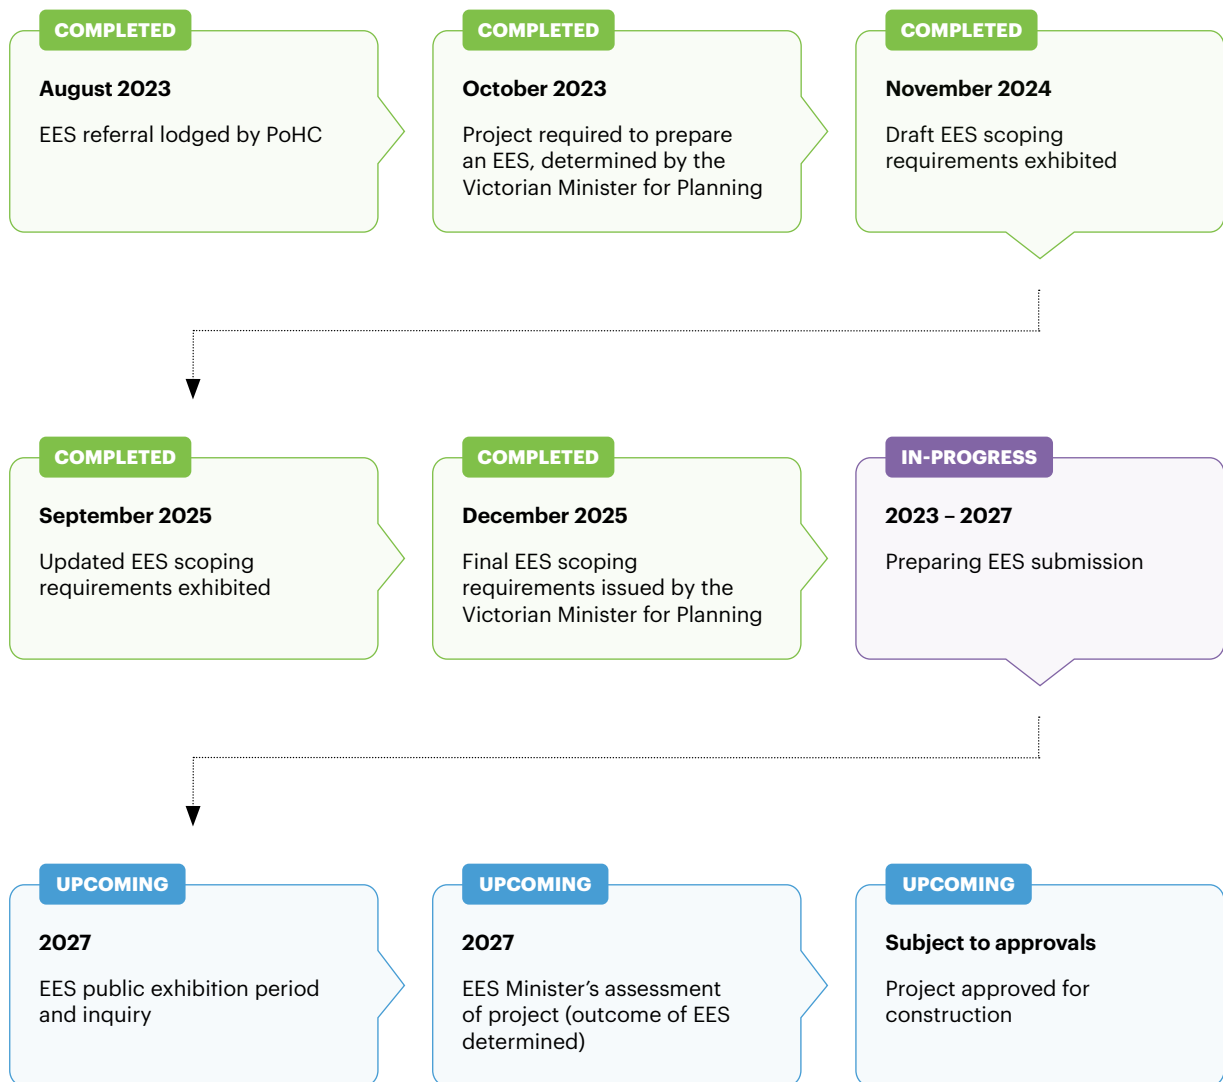 COMPLETED
August 2023
EES referral lodged by PoHC
COMPLETED
October 2023
Project required to prepare
an EES, determined by the
Victorian Minister for Planning
COMPLETED
November 2024
Draft EES scoping
requirements exhibited
COMPLETED
September 2025
Updated EES scoping
requirements exhibited
COMPLETED
December 2025
Final EES scoping
requirements issued by the
Victorian Minister for Planning
IN-PROGRESS
2023 – 2027
Preparing EES submission
UPCOMING
2027
EES public exhibition period
and inquiry
UPCOMING
2027
EES Minister’s assessment
of project (outcome of EES
determined)
UPCOMING
Subject to approvals
Project approved for
construction